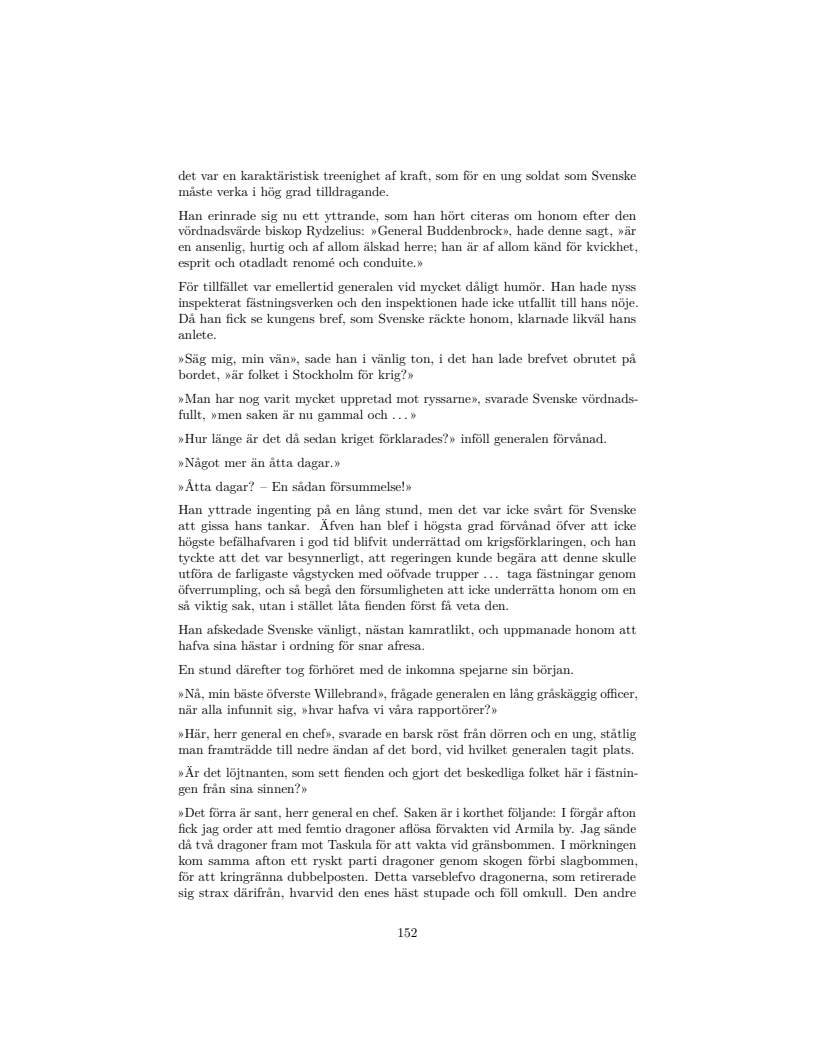 det var en karaktäristisk treenighet af kraft, som för en ung soldat som Svenske
måste verka i hög grad tilldragande.
Han erinrade sig nu ett yttrande, som han hört citeras om honom efter den
vördnadsvärde biskop Rydzelius: »General Buddenbrock», hade denne sagt, »är
en ansenlig, hurtig och af allom älskad herre; han är af allom känd för kvickhet,
esprit och otadladt renomé och conduite.»
För tillfället var emellertid generalen vid mycket dåligt humör. Han hade nyss
inspekterat fästningsverken och den inspektionen hade icke utfallit till hans nöje.
Då han fick se kungens bref, som Svenske räckte honom, klarnade likväl hans
anlete.
»Säg mig, min vän», sade han i vänlig ton, i det han lade brefvet obrutet på
bordet, »är folket i Stockholm för krig?»
»Man har nog varit mycket uppretad mot ryssarne», svarade Svenske vördnads-
fullt, »men saken är nu gammal och ... »
»Hur länge är det då sedan kriget förklarades?» inföll generalen förvånad.
»Något mer än åtta dagar.»
»Åtta dagar? – En sådan försummelse!»
Han yttrade ingenting på en lång stund, men det var icke svårt för Svenske
att gissa hans tankar. Äfven han blef i högsta grad förvånad öfver att icke
högste befälhafvaren i god tid blifvit underrättad om krigsförklaringen, och han
tyckte att det var besynnerligt, att regeringen kunde begära att denne skulle
utföra de farligaste vågstycken med oöfvade trupper ... taga fästningar genom
öfverrumpling, och så begå den försumligheten att icke underrätta honom om en
så viktig sak, utan i stället låta fienden först få veta den.
Han afskedade Svenske vänligt, nästan kamratlikt, och uppmanade honom att
hafva sina hästar i ordning för snar afresa.
En stund därefter tog förhöret med de inkomna spejarne sin början.
»Nå, min bäste öfverste Willebrand», frågade generalen en lång gråskäggig officer,
när alla infunnit sig, »hvar hafva vi våra rapportörer?»
»Här, herr general en chef», svarade en barsk röst från dörren och en ung, ståtlig
man framträdde till nedre ändan af det bord, vid hvilket generalen tagit plats.
»Är det löjtnanten, som sett fienden och gjort det beskedliga folket här i fästnin-
gen från sina sinnen?»
»Det förra är sant, herr general en chef. Saken är i korthet följande: I förgår afton
fick jag order att med femtio dragoner aflösa förvakten vid Armila by. Jag sände
då två dragoner fram mot Taskula för att vakta vid gränsbommen. I mörkningen
kom samma afton ett ryskt parti dragoner genom skogen förbi slagbommen,
för att kringränna dubbelposten. Detta varseblefvo dragonerna, som retirerade
sig strax därifrån, hvarvid den enes häst stupade och föll omkull. Den andre
152